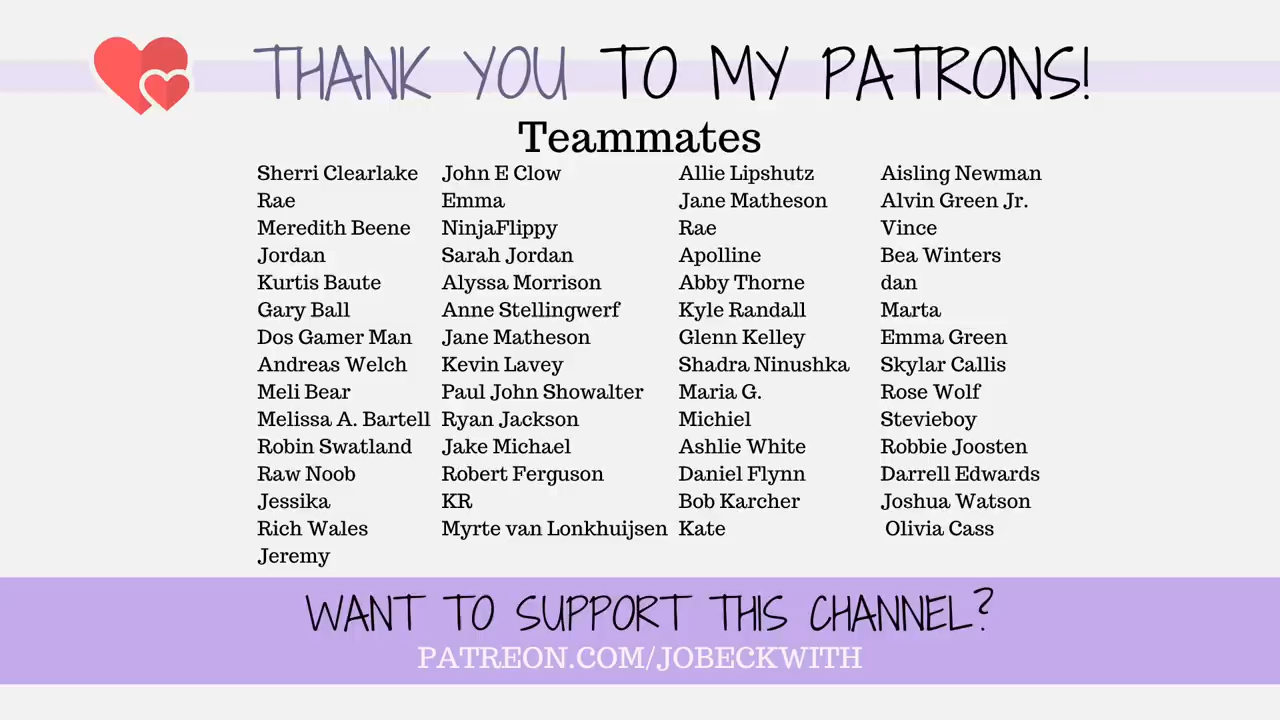 THANK YOU TO MY PATRONS!
Teammates
Sherri Clearlake
Rae
Meredith Beene
Jordan
Kurtis Baute
Gary Ball
Dos Gamer Man
Andreas Welch
Meli Bear
Melissa A. Bartell
Robin Swatland
Raw Noob
Jessika
Rich Wales
Jeremy
John E Clow
Emma
NinjaFlippy
Sarah Jordan
Alyssa Morrison
Anne Stellingwerf
Jane Matheson
Kevin Lavey
Paul John Showalter
Ryan Jackson
Jake Michael
Robert Ferguson
KR
Myrte van Lonkhuijsen
Allie Lipshutz
Jane Matheson
Rae
Apolline
Abby Thorne
Kyle Randall
Glenn Kelley
Shadra Ninushka
Maria G.
Michiel
Ashlie White
Daniel Flynn
Bob Karcher
Kate
Aisling Newman
Alvin Green Jr.
Vince
Bea Winters
dan
Marta
Emma Green
Skylar Callis
Rose Wolf
Stevieboy
Robbie Joosten
Darrell Edwards
Joshua Watson
Olivia Cass
WANT TO SUPPORT THIS CHANNEL?
PATREON.COM/JOBECKWITH